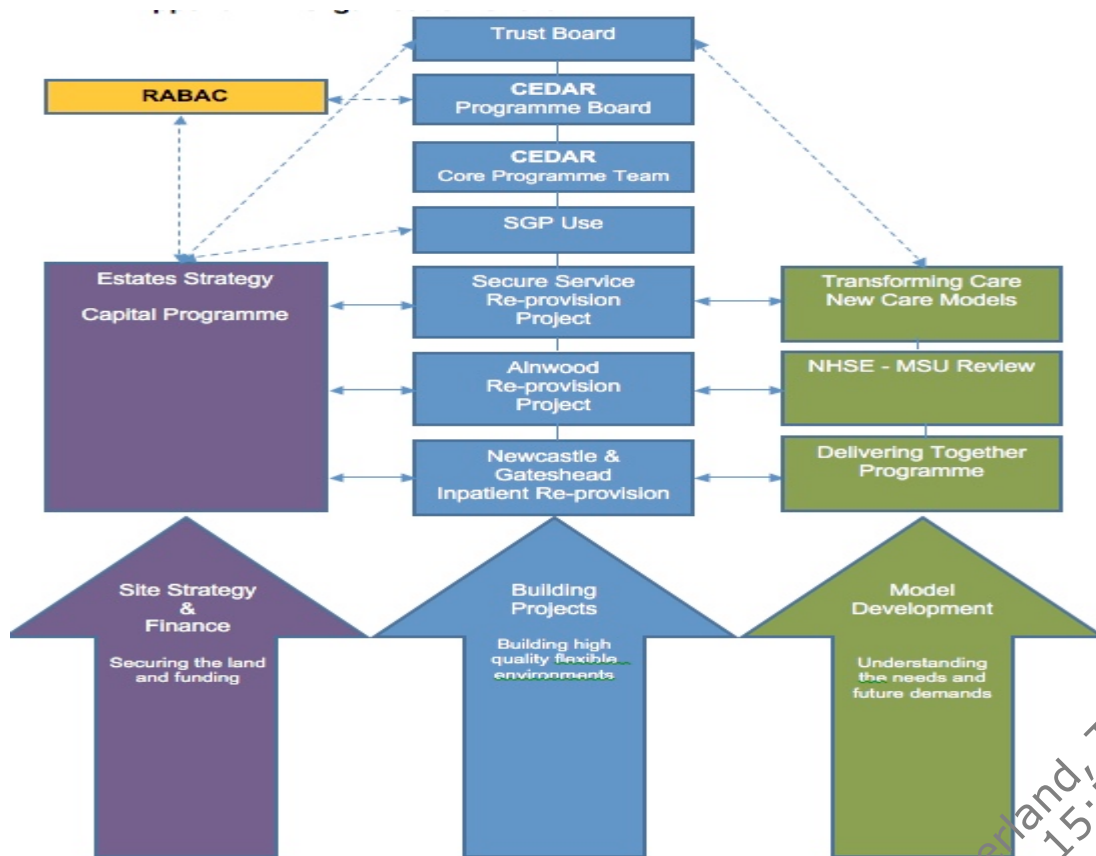 Trust Board
RABAC
CEDAR
Programme Board
CEDAR
Core Programme Team
SGP Use
Estates Strategy
Capital Programme
Secure Service
Re-provision
Project
Transforming Care
New Care Models
Alnwood
Re-provision
Project
NHSE - MSU Review
Newcastle &
Gateshead
Inpatient Re-provision
Delivering Together
Programme
Site Strategy
&
Finance
Securing the land
and funding
Building
Projects
Building high
quality flexible
environments
Model
Development
Understanding
the needs and
future demands